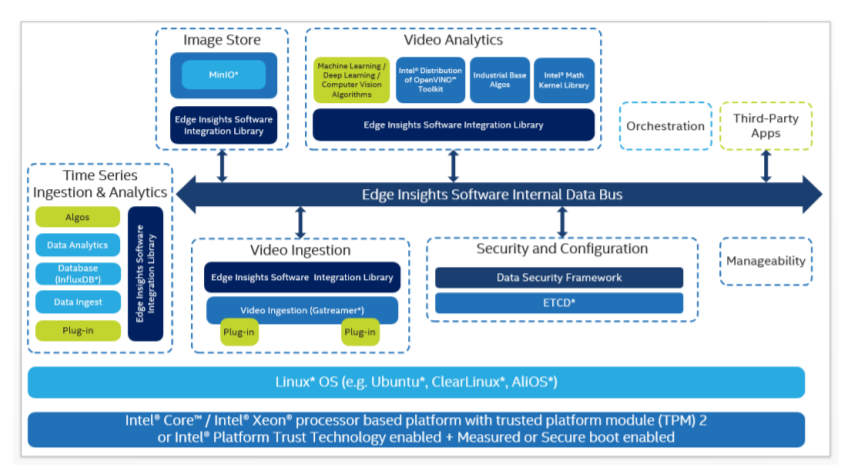 Image Store
MinIO*
Edge Insights Software
Integration Library
Video Analytics
Machine Learning /
Deep Learning /
Computer Vision
Algorithms
Intel® Distribution
of OpenVINO™
Toolkit
Industrial Base
Algos
Intel® Math
Kernel Library
Edge Insights Software Integration Library
Orchestration
Third-Party
Apps
Time Series
Ingestion & Analytics
Algos
Data Analytics
Database
(InfluxDB*)
Data Ingest
Plug-in
Edge Insights Software
Integration Library
Edge Insights Software Internal Data Bus
Video Ingestion
Edge Insights Software Integration Library
Video Ingestion (Gstreamer*)
Plug-in
Plug-in
Security and Configuration
Data Security Framework
ETCD*
Manageability
Linux* OS (e.g. Ubuntu*, ClearLinux*, AliOS*)
Intel® Core™ / Intel® Xeon® processor based platform with trusted platform module (TPM) 2
or Intel® Platform Trust Technology enabled + Measured or Secure boot enabled